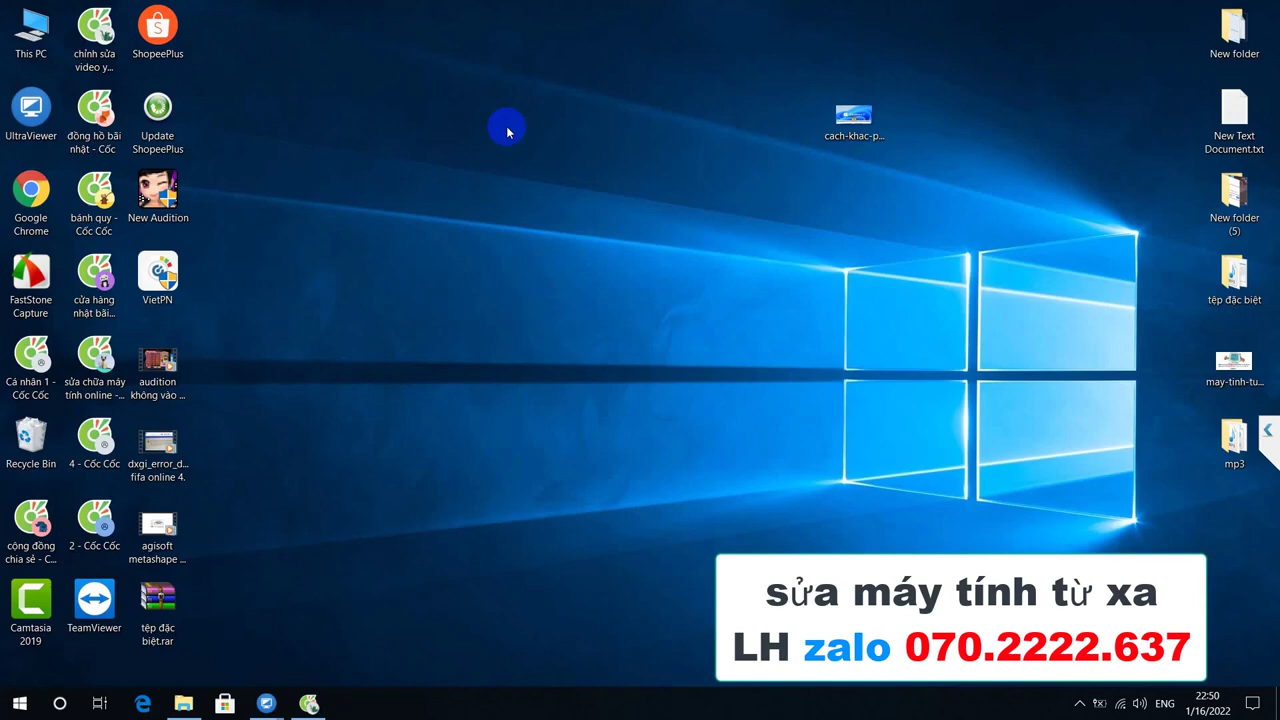 This PC
chỉnh sửa
video y...
ShopeePlus
UltraViewer
đồng hồ bãi
nhật - Cốc
Update
ShopeePlus
Google
Chrome
bánh quy -
Cốc Cốc
New Audition
FastStone
Capture
cửa hàng
nhật bãi...
VietPN
Cá nhân 1 -
Cốc Cốc
sửa chữa máy
tính online -...
audition
không vào ...
Recycle Bin
4 - Cốc Cốc
dxgi_error_d...
fifa online 4.
cộng đồng
chia sẻ - C...
2 - Cốc Cốc
agisoft
metashape ...
Camtasia
2019
TeamViewer
tệp đặc
biệt.rar
cach-khac-p...
New folder
New Text
Document.txt
New folder
(5)
tệp đặc biệt
may-tinh-tu...
mp3
sửa máy tính từ xa
LH zalo 070.2222.637
ENG
22:50
1/16/2022